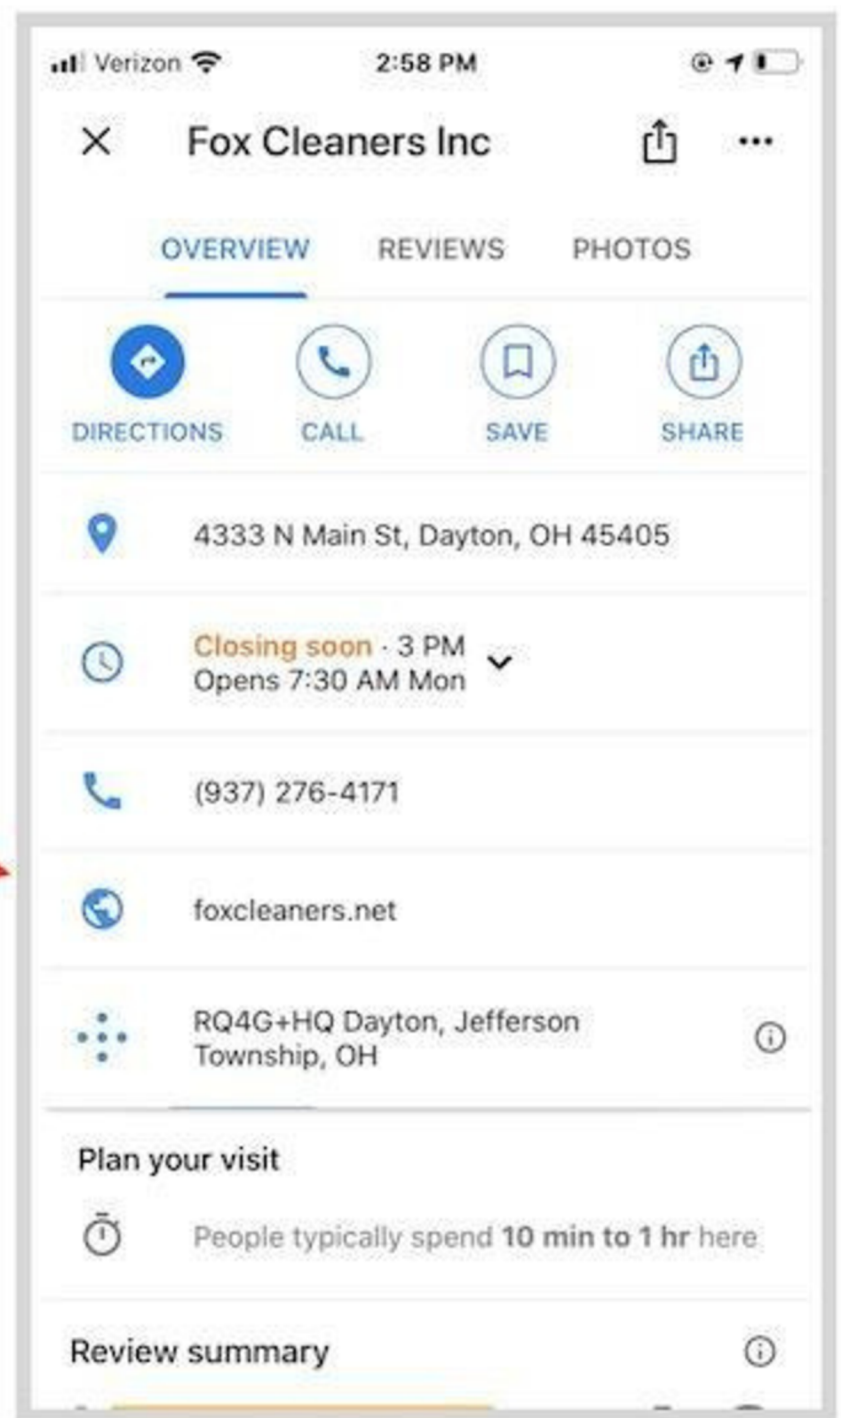 Verizon 2:58 PM
Fox Cleaners Inc
OVERVIEW REVIEWS PHOTOS
DIRECTIONS CALL SAVE SHARE
4333 N Main St, Dayton, OH 45405
Closing soon · 3 PM
Opens 7:30 AM Mon
(937) 276-4171
foxcleaners.net
RQ4G+HQ Dayton, Jefferson
Township, OH
Plan your visit
People typically spend 10 min to 1 hr here
Review summary